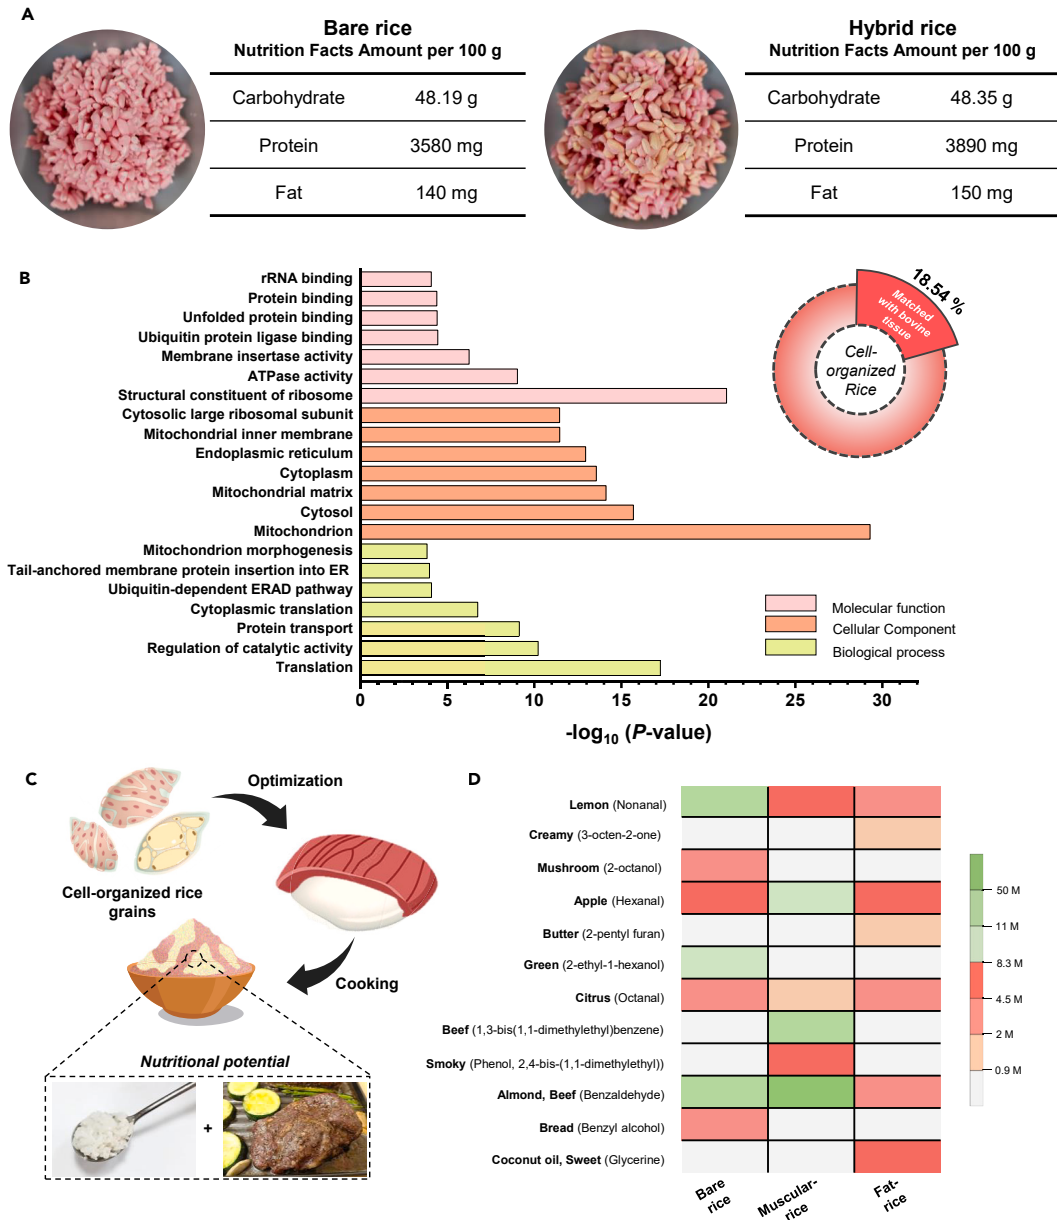 A
Bare rice
Nutrition Facts Amount per 100 g
Carbohydrate 48.19 g
Protein 3580 mg
Fat 140 mg
Hybrid rice
Nutrition Facts Amount per 100 g
Carbohydrate 48.35 g
Protein 3890 mg
Fat 150 mg
B
rRNA binding
Protein binding
Unfolded protein binding
Ubiquitin protein ligase binding
Membrane insertase activity
ATPase activity
Structural constituent of ribosome
Cytosolic large ribosomal subunit
Mitochondrial inner membrane
Endoplasmic reticulum
Cytoplasm
Mitochondrial matrix
Cytosol
Mitochondrion
Mitochondrion morphogenesis
Tail-anchored membrane protein insertion into ER
Ubiquitin-dependent ERAD pathway
Cytoplasmic translation
Protein transport
Regulation of catalytic activity
Translation
0 5 10 15 20 25 30
-log10 (P-value)
Molecular function
Cellular Component
Biological process
18.54 %
Matched
with bovine
tissue
Cell-
organized
Rice
C
Optimization
Cell-organized rice
grains
Cooking
Nutritional potential
+
D
Lemon (Nonanal)
Creamy (3-octen-2-one)
Mushroom (2-octanol)
Apple (Hexanal)
Butter (2-pentyl furan)
Green (2-ethyl-1-hexanol)
Citrus (Octanal)
Beef (1,3-bis(1,1-dimethylethyl)benzene)
Smoky (Phenol, 2,4-bis-(1,1-dimethylethyl))
Almond, Beef (Benzaldehyde)
Bread (Benzyl alcohol)
Coconut oil, Sweet (Glycerine)
Bare
rice
Muscular-
rice
Fat-
rice
50 M
11 M
8.3 M
4.5 M
2 M
0.9 M